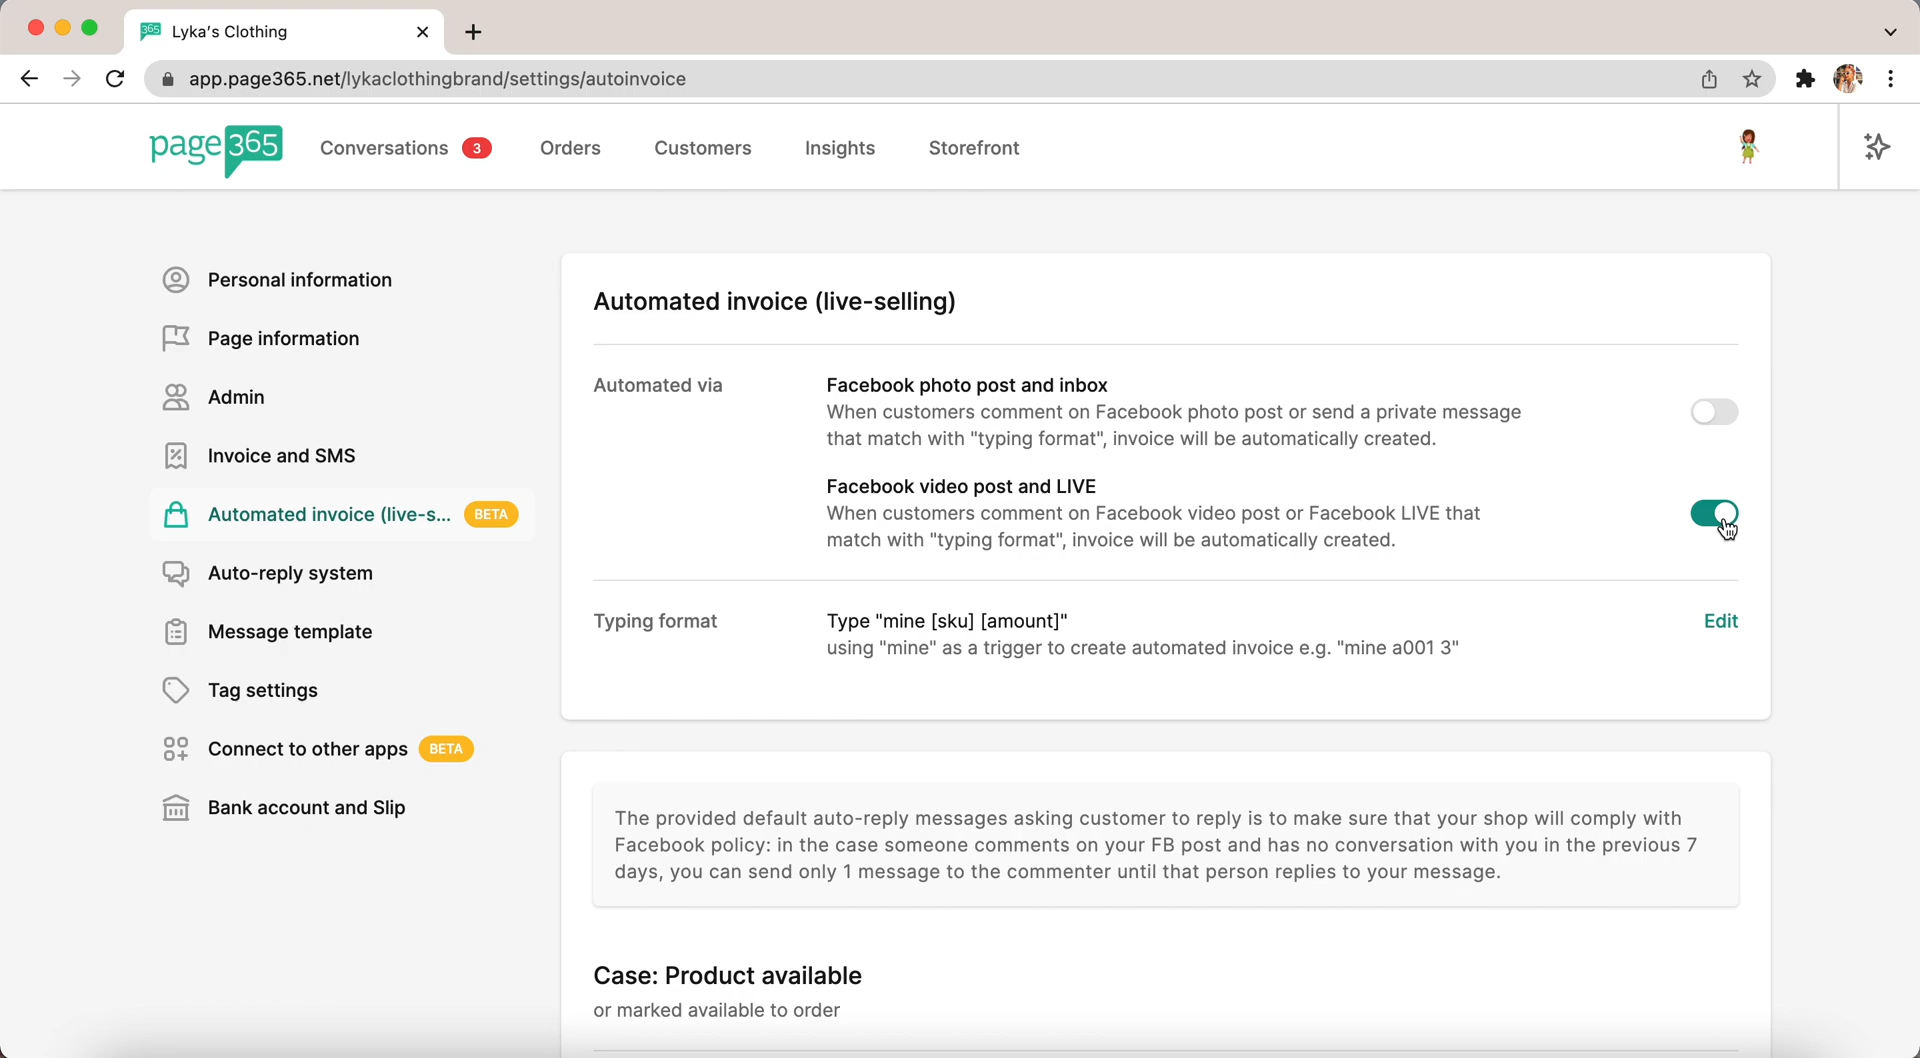 365 Lyka's Clothing
app.page365.net/lykaclothingbrand/settings/autoinvoice
page365 Conversations 3 Orders Customers Insights Storefront
Personal information
Page information
Admin
Invoice and SMS
Automated invoice (live-s... BETA
Auto-reply system
Message template
Tag settings
Connect to other apps BETA
Bank account and Slip
Automated invoice (live-selling)
Automated via
Facebook photo post and inbox
When customers comment on Facebook photo post or send a private message
that match with "typing format", invoice will be automatically created.
Facebook video post and LIVE
When customers comment on Facebook video post or Facebook LIVE that
match with "typing format", invoice will be automatically created.
Typing format
Type "mine [sku] [amount]"
Edit
using "mine" as a trigger to create automated invoice e.g. "mine a001 3"
The provided default auto-reply messages asking customer to reply is to make sure that your shop will comply with
Facebook policy: in the case someone comments on your FB post and has no conversation with you in the previous 7
days, you can send only 1 message to the commenter until that person replies to your message.
Case: Product available
or marked available to order